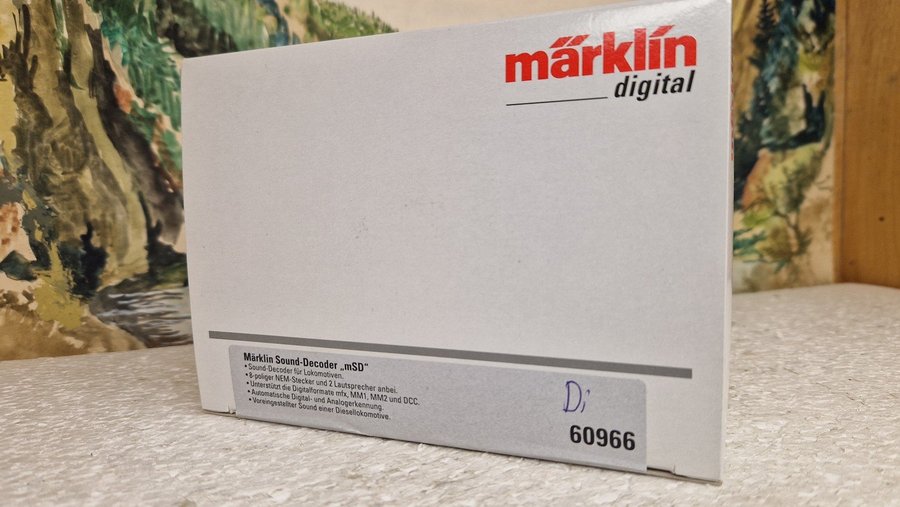 märklin
digital
Märklin Sound-Decoder „mSD“
• Sound-Decoder für Lokomotiven.
• 8-poliger NEM-Stecker und 2 Lautsprecher anbei.
• Unterstützt die Digitalformate mfx, MM1, MM2 und DCC.
• Automatische Digital- und Analogerkennung.
• Voreingestellter Sound einer Diesellokomotive.
Di
60966